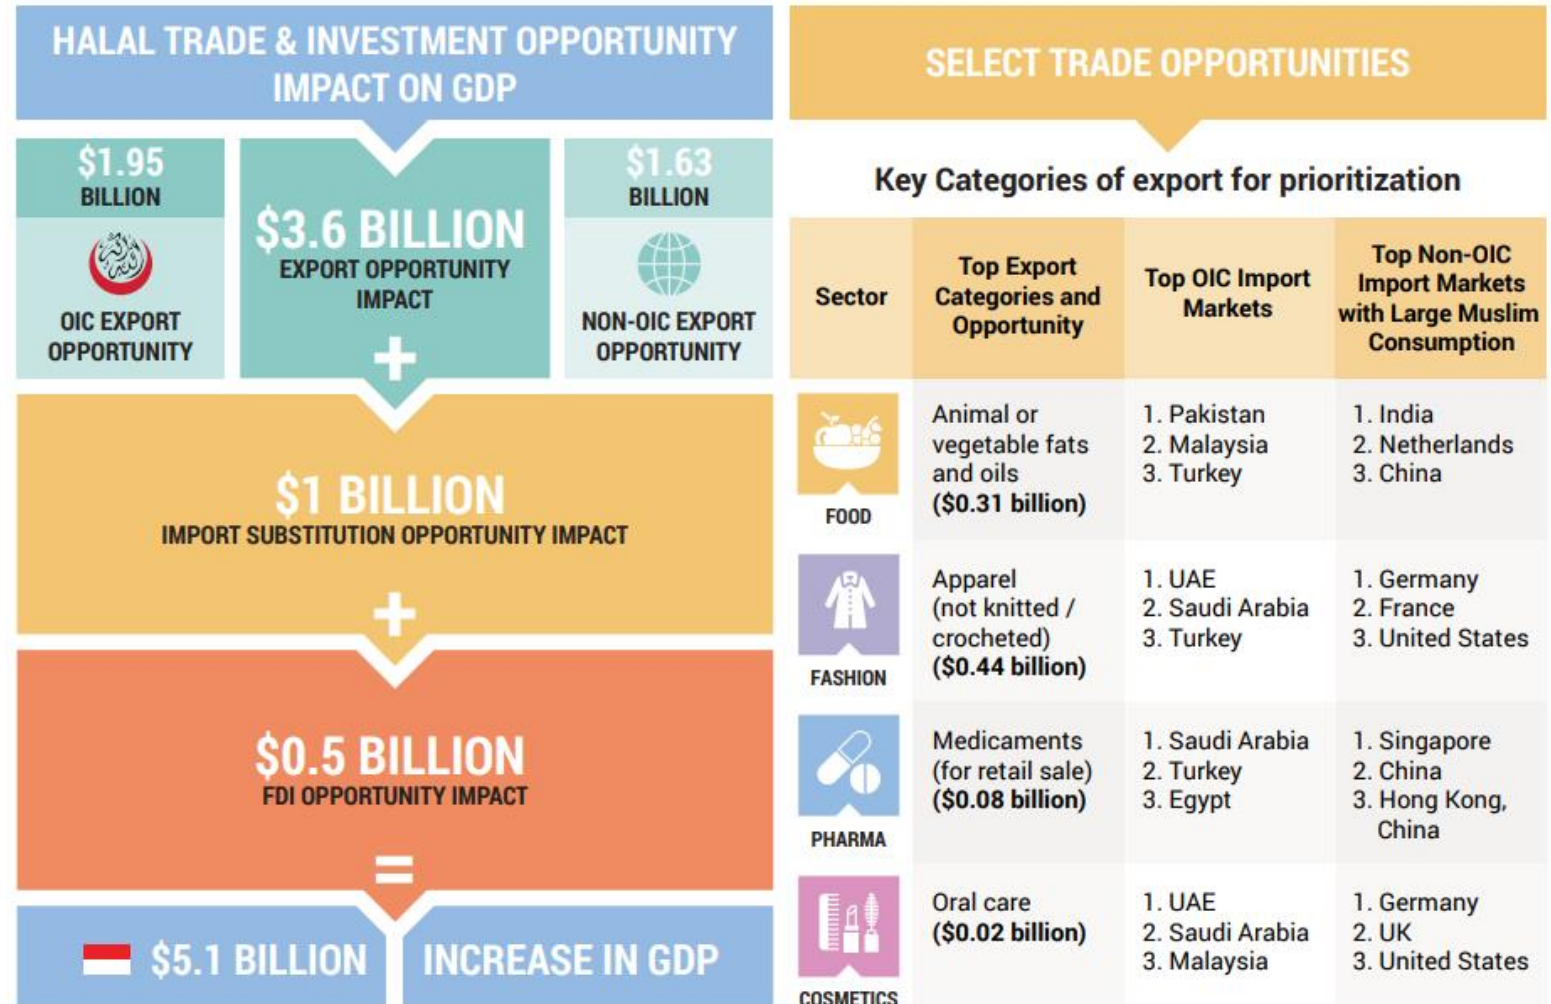 HALAL TRADE & INVESTMENT OPPORTUNITY
IMPACT ON GDP
$1.95
BILLION
OIC EXPORT
OPPORTUNITY
$3.6 BILLION
EXPORT OPPORTUNITY
IMPACT
+
$1.63
BILLION
NON-OIC EXPORT
OPPORTUNITY
$1 BILLION
IMPORT SUBSTITUTION OPPORTUNITY IMPACT
+
$0.5 BILLION
FDI OPPORTUNITY IMPACT
=
$5.1 BILLION
INCREASE IN GDP
SELECT TRADE OPPORTUNITIES
Key Categories of export for prioritization
Sector
Top Export
Categories and
Opportunity
Top OIC Import
Markets
Top Non-OIC
Import Markets
with Large Muslim
Consumption
FOOD
Animal or
vegetable fats
and oils
($0.31 billion)
1. Pakistan
2. Malaysia
3. Turkey
1. India
2. Netherlands
3. China
FASHION
Apparel
(not knitted /
crocheted)
($0.44 billion)
1. UAE
2. Saudi Arabia
3. Turkey
1. Germany
2. France
3. United States
PHARMA
Medicaments
(for retail sale)
($0.08 billion)
1. Saudi Arabia
2. Turkey
3. Egypt
1. Singapore
2. China
3. Hong Kong,
China
COSMETICS
Oral care
($0.02 billion)
1. UAE
2. Saudi Arabia
3. Malaysia
1. Germany
2. UK
3. United States